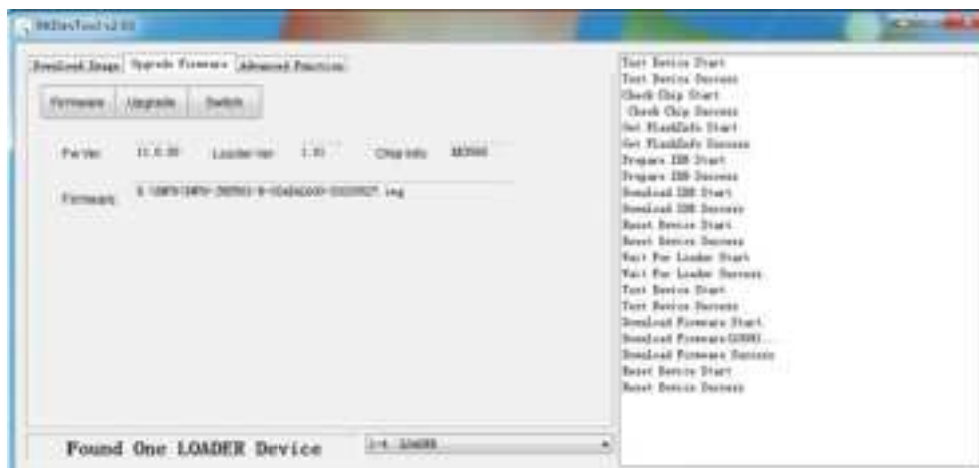 RKDevTool v2.
Download Image Upgrade Firmware Advanced Function
Firmware Upgrade Switch
Fw Ver: 11.0.00 Loader Ver: 1.01 Chip Info:
Firmware:
Found One LOADER Device
LOADER
Test Device Start
Test Device Success
Check Chip Start
Check Chip Success
Get FlashInfo Start
Get FlashInfo Success
Prepare IDB Start
Prepare IDB Success
Download IDB Start
Download IDB Success
Reset Device Start
Reset Device Success
Wait For Loader Start
Wait For Loader Success
Test Device Start
Test Device Success
Download Firmware Start
Download Firmware
Download Firmware Success
Reset Device Start
Reset Device Success